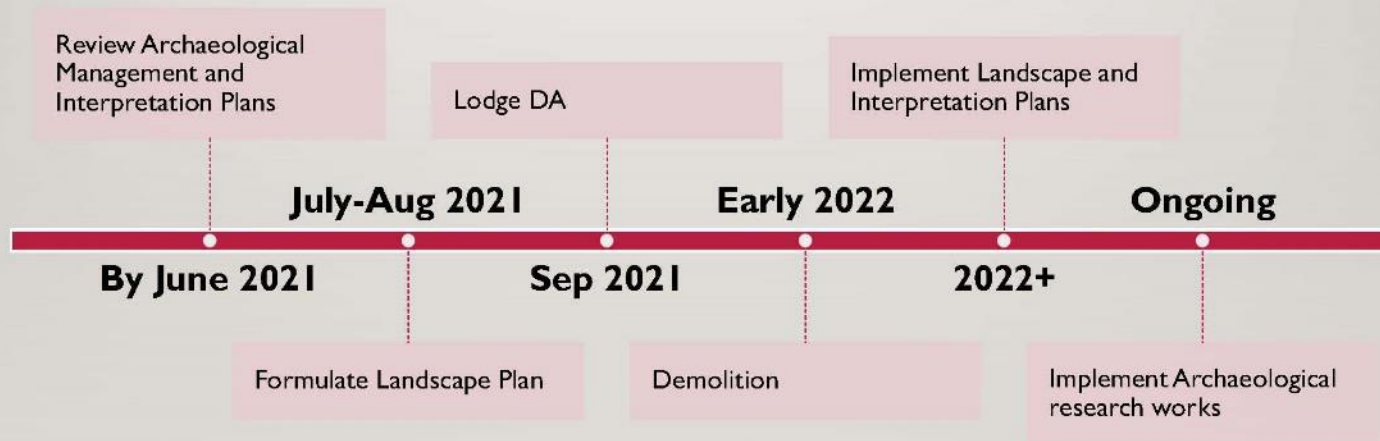 Review Archaeological
Management and
Interpretation Plans
By June 2021
July-Aug 2021
Formulate Landscape Plan
Lodge DA
Sep 2021
Early 2022
Demolition
Implement Landscape and
Interpretation Plans
2022+
Ongoing
Implement Archaeological
research works